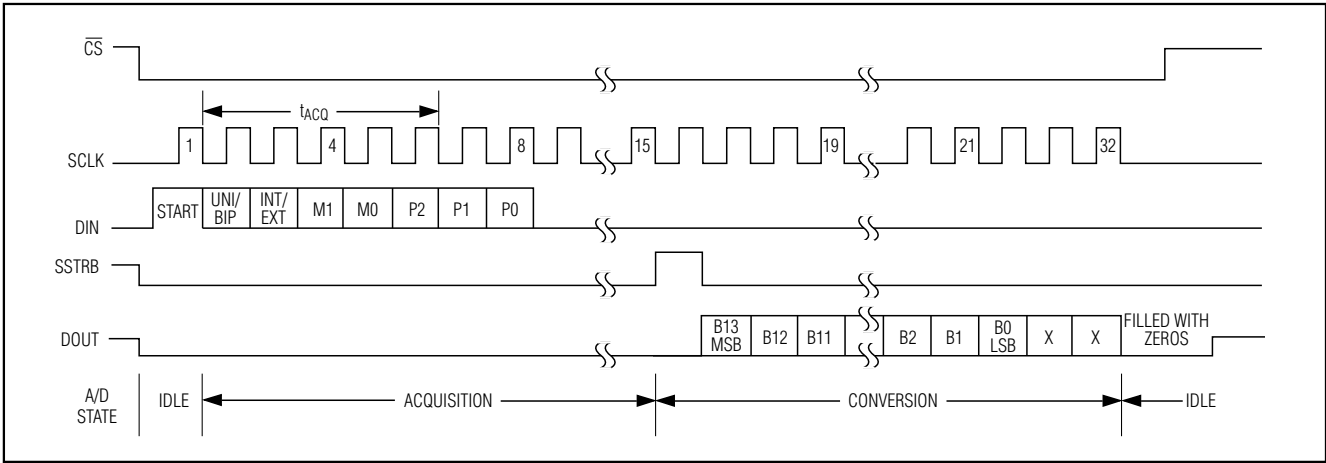 CS
tACQ
SCLK 1 4 8 15 19 21 32
DIN START UNI/BIP INT/EXT M1 M0 P2 P1 P0
SSTRB
DOUT B13 MSB B12 B11 B2 B1 B0 LSB X X FILLED WITH ZEROS
A/D STATE IDLE ACQUISITION CONVERSION IDLE